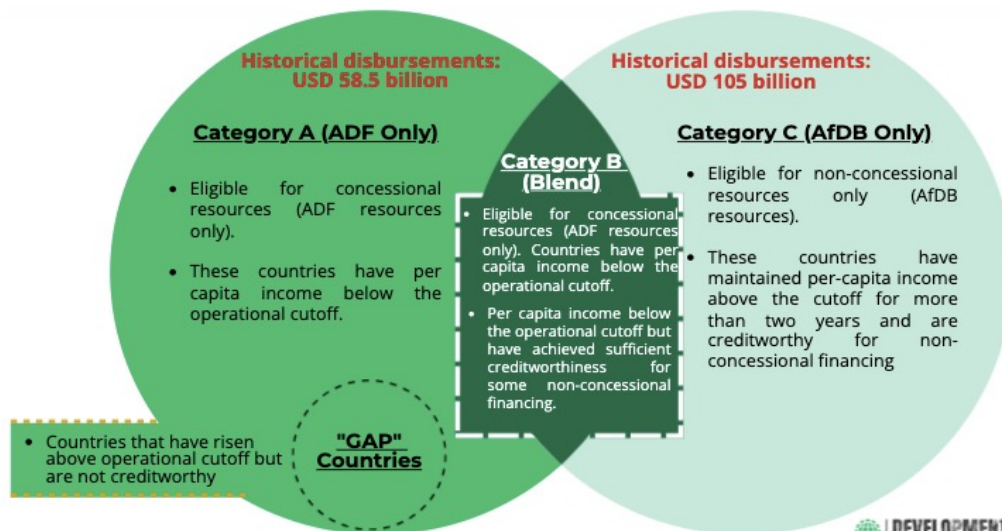 Historical disbursements:
USD 58.5 billion
Category A (ADF Only)
• Eligible for concessional
resources (ADF resources
only).
• These countries have per
capita income below the
operational cutoff.
"GAP"
Countries
• Countries that have risen
above operational cutoff but
are not creditworthy
Category B
(Blend)
• Eligible for concessional
resources (ADF resources
only). Countries have per
capita income below the
operational cutoff.
• Per capita income below
the operational cutoff but
have achieved sufficient
creditworthiness for
some non-concessional
financing.
Historical disbursements:
USD 105 billion
Category C (AfDB Only)
• Eligible for non-concessional
resources only (AfDB
resources).
• These countries have
maintained per-capita income
above the cutoff for more
than two years and are
creditworthy for non-
concessional financing
DEVELOPMENT